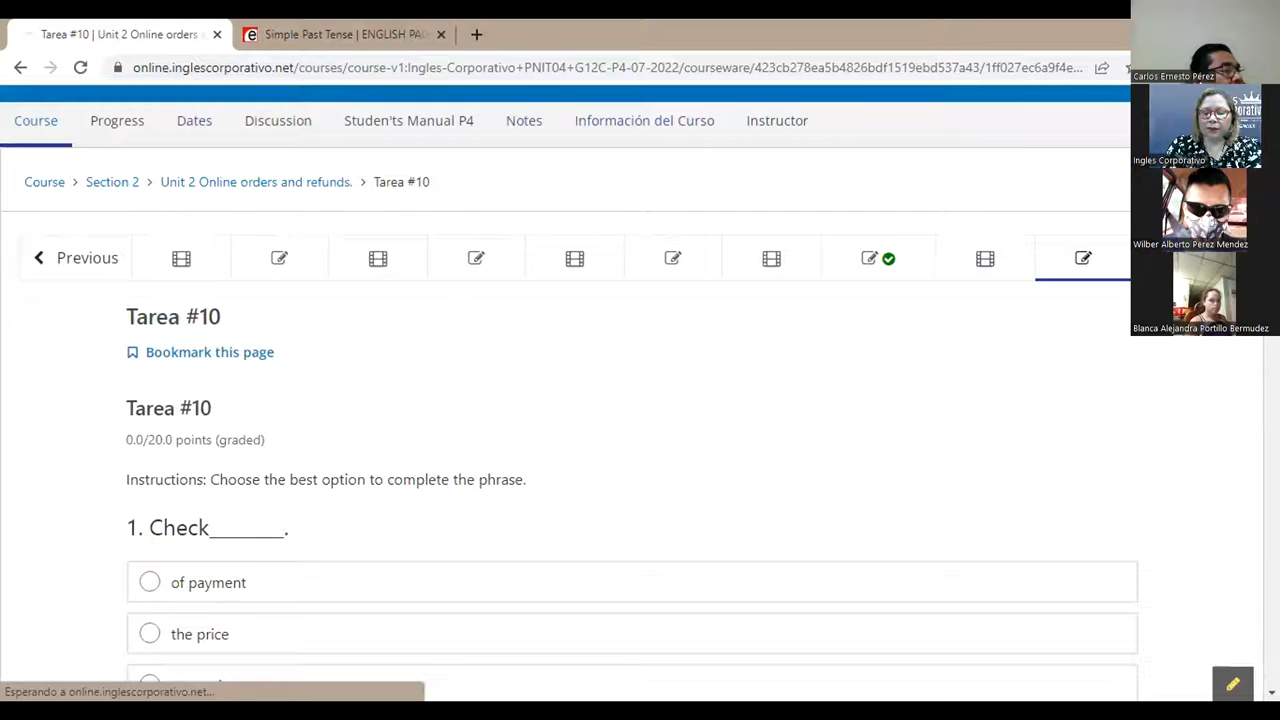 Tarea #10 | Unit 2 Online orders
Simple Past Tense | ENGLISH PA
online.inglescorporativo.net/courses/course-v1:Ingles-Corporativo+PNIT04+G12C-P4-07-2022/courseware/423cb278ea5b4826bdf1519ebd537a43/1ff027ec6a9f4e...
Carlos Ernesto Pérez
Course
Progress
Dates
Discussion
Studen'ts Manual P4
Notes
Información del Curso
Instructor
Ingles Corporativo
Course > Section 2 > Unit 2 Online orders and refunds. > Tarea #10
Wilber Alberto Perez Mendez
Previous
Tarea #10
Blanca Alejandra Portillo Bermudez
Bookmark this page
Tarea #10
0.0/20.0 points (graded)
Instructions: Choose the best option to complete the phrase.
1. Check_______.
of payment
the price
Esperando a online.inglescorporativo.net...